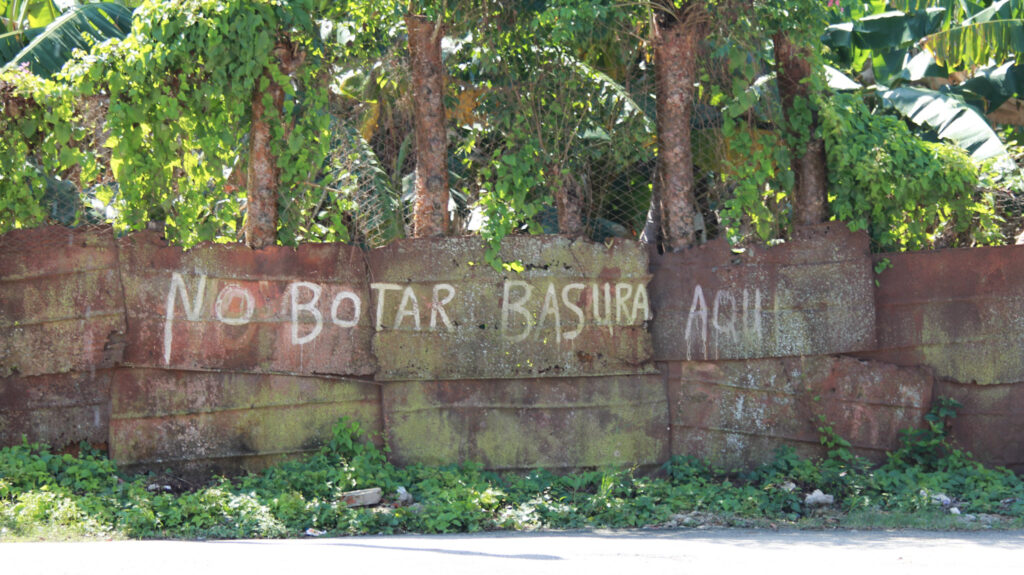 NO BOTAR BASURA AQUI